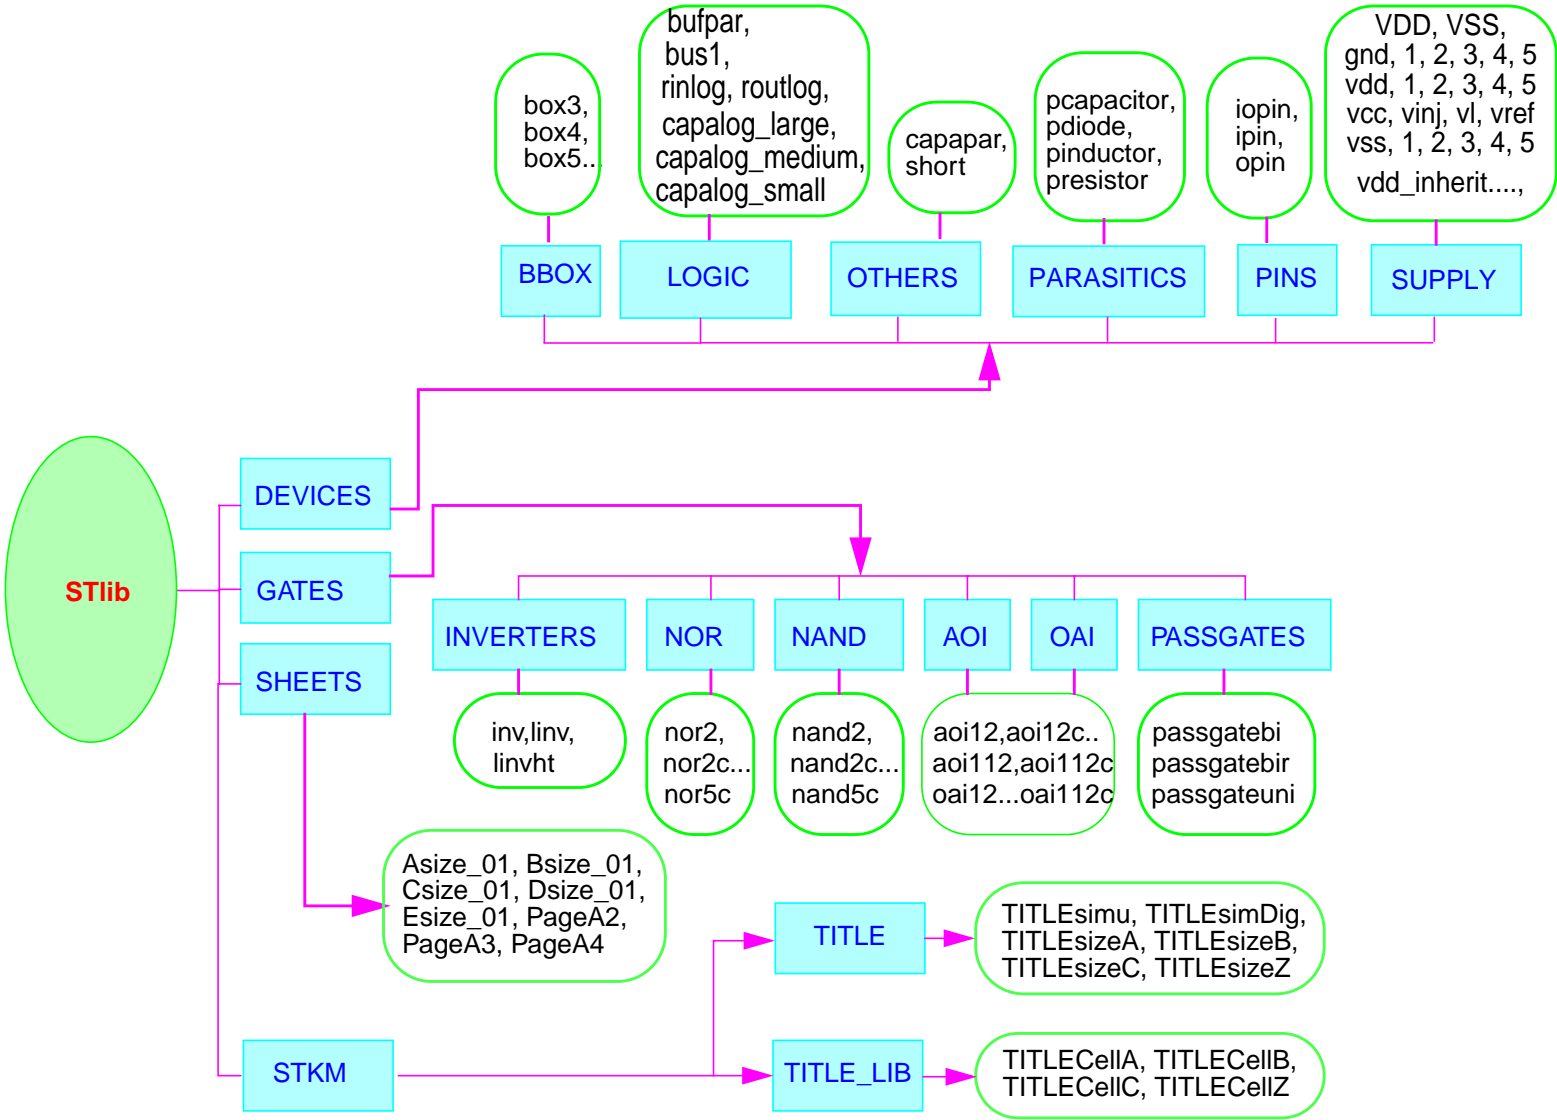 box3,
box4,
box5...
bufpar,
bus1,
rinlog, routlog,
capalog_large,
capalog_medium,
capalog_small
capapar,
short
pcapacitor,
pdiode,
pinductor,
presistor
iopin,
ipin,
opin
VDD, VSS,
gnd, 1, 2, 3, 4, 5
vdd, 1, 2, 3, 4, 5
vcc, vinj, vl, vref
vss, 1, 2, 3, 4, 5
vdd_inherit....,
BBOX
LOGIC
OTHERS
PARASITICS
PINS
SUPPLY
STlib
DEVICES
GATES
SHEETS
STKM
INVERTERS
NOR
NAND
AOI
OAI
PASSGATES
inv,linv,
linvht
nor2,
nor2c...
nor5c
nand2,
nand2c...
nand5c
aoi12,aoi12c..
aoi112,aoi112c
oai12...oai112c
passgatebi
passgatebir
passgateuni
Asize_01, Bsize_01,
Csize_01, Dsize_01,
Esize_01, PageA2,
PageA3, PageA4
TITLE
TITLEsimu, TITLEsimDig,
TITLEsizeA, TITLEsizeB,
TITLEsizeC, TITLEsizeZ
TITLE_LIB
TITLECellA, TITLECellB,
TITLECellC, TITLECellZ